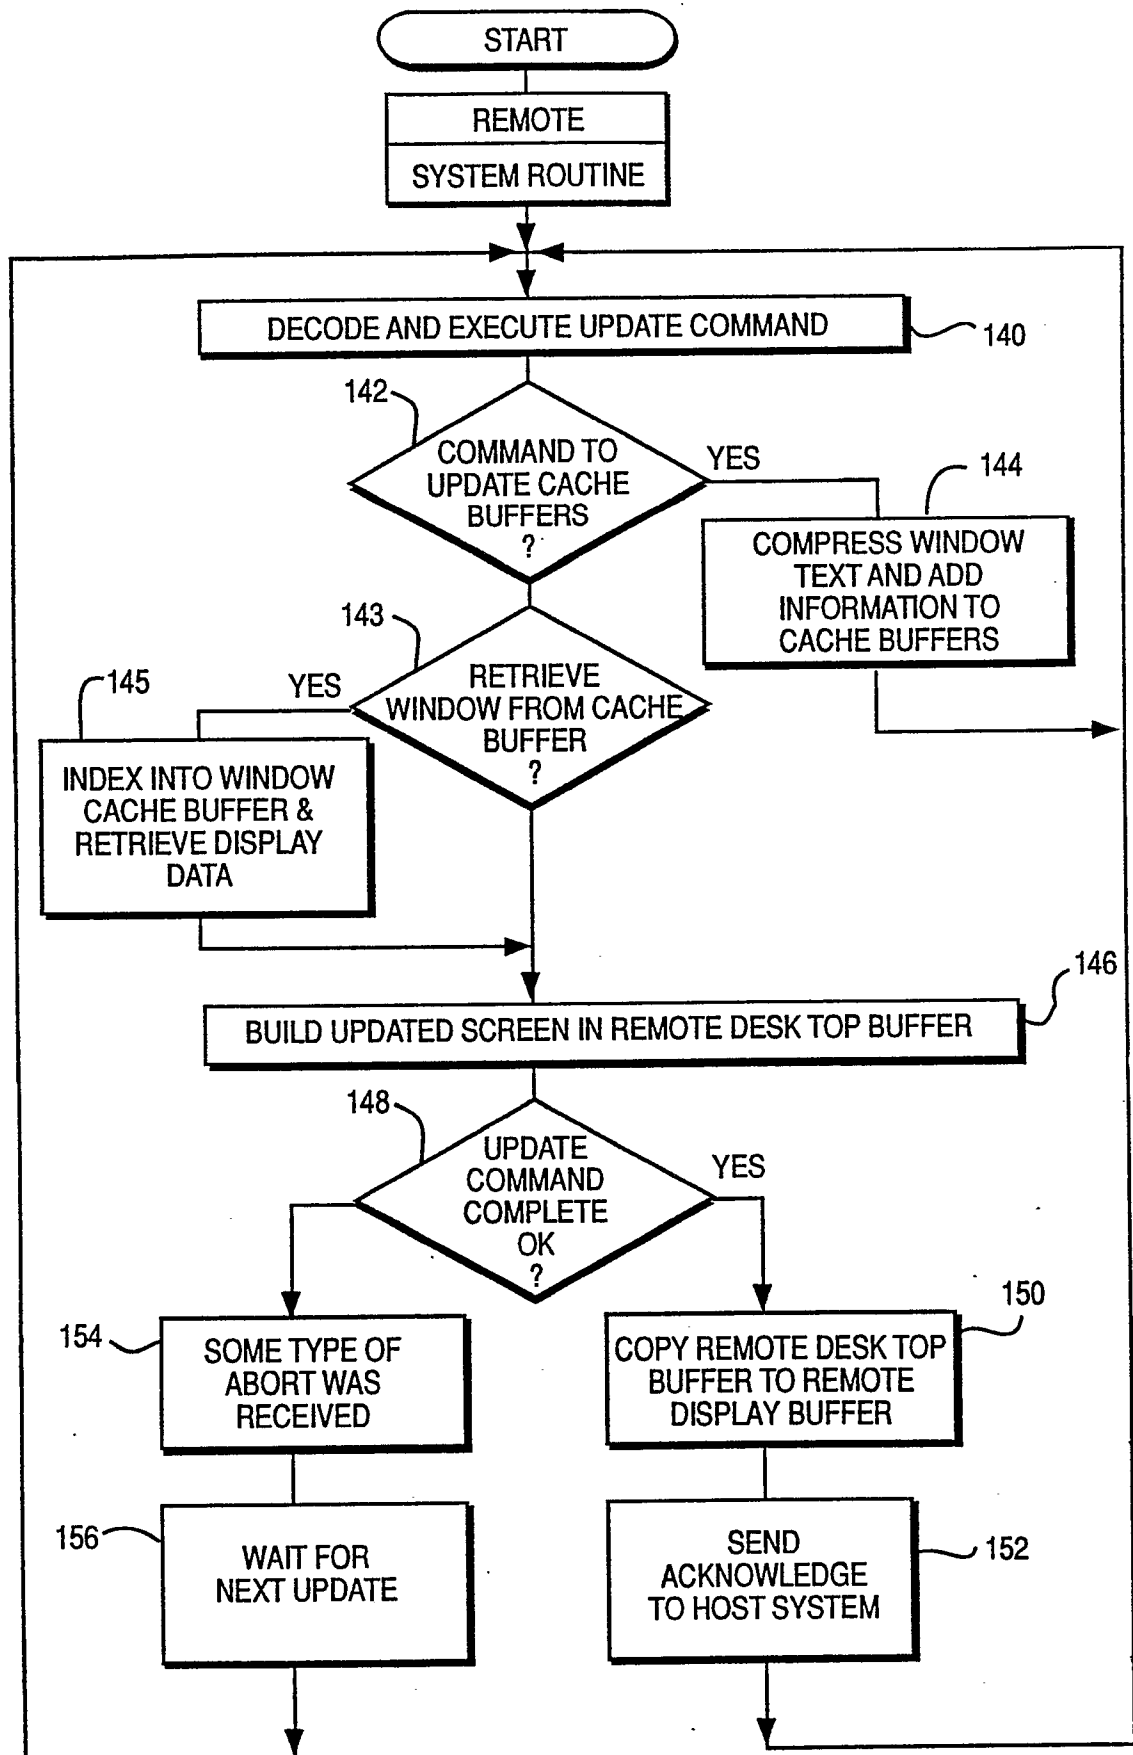 START
REMOTE
SYSTEM ROUTINE
DECODE AND EXECUTE UPDATE COMMAND
140
142
COMMAND TO
UPDATE CACHE
BUFFERS
?
YES
144
COMPRESS WINDOW
TEXT AND ADD
INFORMATION TO
CACHE BUFFERS
143
RETRIEVE
WINDOW FROM CACHE
BUFFER
?
YES
145
INDEX INTO WINDOW
CACHE BUFFER &
RETRIEVE DISPLAY
DATA
146
BUILD UPDATED SCREEN IN REMOTE DESK TOP BUFFER
148
UPDATE
COMMAND
COMPLETE
OK
?
YES
154
SOME TYPE OF
ABORT WAS
RECEIVED
150
COPY REMOTE DESK TOP
BUFFER TO REMOTE
DISPLAY BUFFER
156
WAIT FOR
NEXT UPDATE
SEND
ACKNOWLEDGE
TO HOST SYSTEM
152